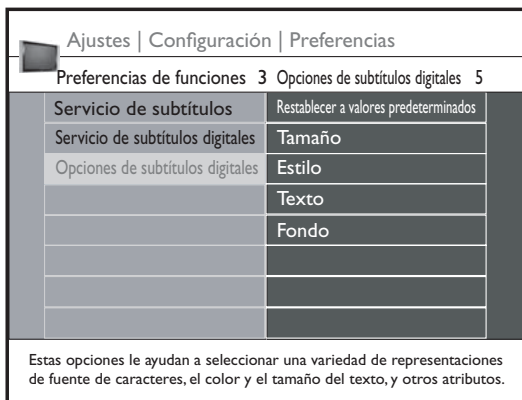 Ajustes | Configuración | Preferencias
Preferencias de funciones 3 Opciones de subtítulos digitales 5
Servicio de subtítulos Restablecer a valores predeterminados
Servicio de subtítulos digitales Tamaño
Opciones de subtítulos digitales Estilo
Texto
Fondo
Estas opciones le ayudan a seleccionar una variedad de representaciones
de fuente de caracteres, el color y el tamaño del texto, y otros atributos.